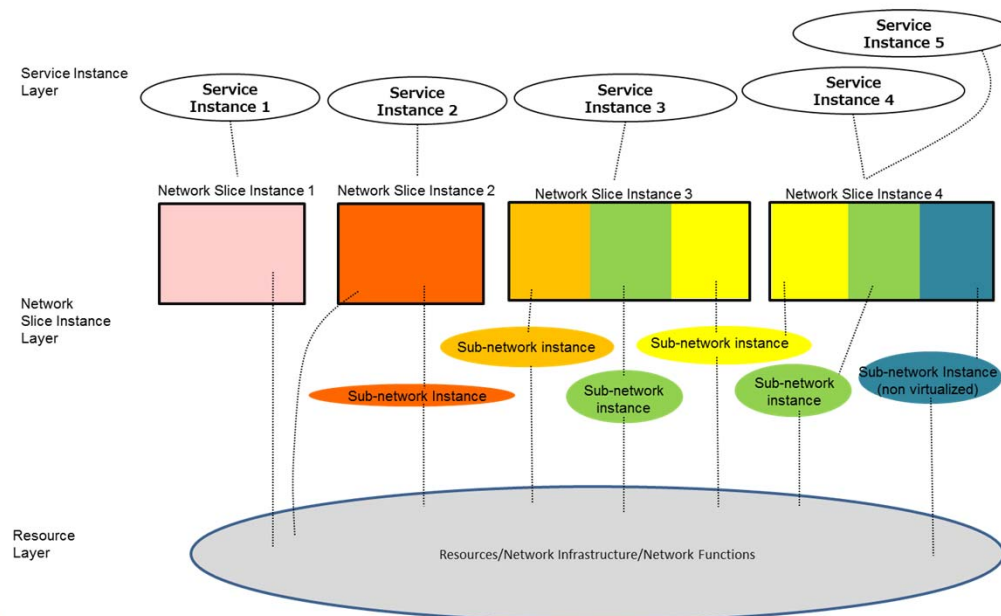 Service
Instance 5
Service Instance
Layer
Service
Instance 1
Service
Instance 2
Service
Instance 3
Service
Instance 4
Network Slice Instance 1
Network Slice Instance 2
Network Slice Instance 3
Network Slice Instance 4
Network
Slice Instance
Layer
Sub-network instance
Sub-network instance
Sub-network Instance
Sub-network
instance
Sub-network
instance
Sub-network Instance
(non virtualized)
Resource
Layer
Resources/Network Infrastructure/Network Functions